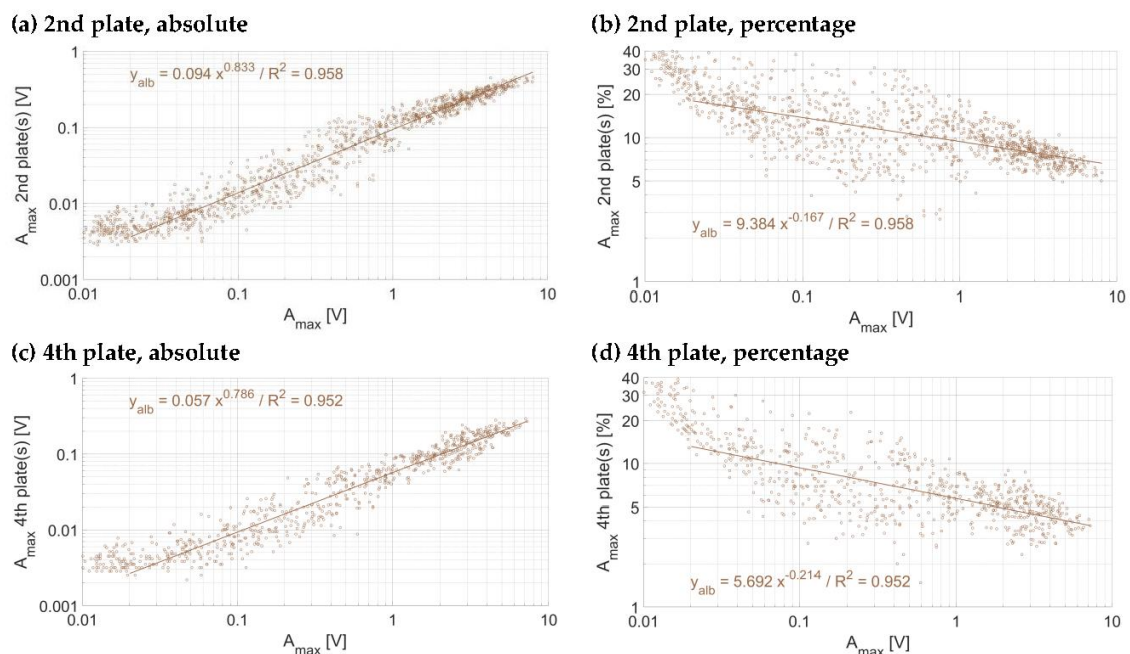 (a) 2nd plate, absolute
1
0.1
0.01
0.001
A_max 2nd plate(s) [V]
y_alb = 0.094 x^0.833 / R^2 = 0.958
0.01
0.1
1
10
A_max [V]
(b) 2nd plate, percentage
40
30
20
10
5
1
A_max 2nd plate(s) [%]
y_alb = 9.384 x^-0.167 / R^2 = 0.958
0.01
0.1
1
10
A_max [V]
(c) 4th plate, absolute
1
0.1
0.01
0.001
A_max 4th plate(s) [V]
y_alb = 0.057 x^0.786 / R^2 = 0.952
0.01
0.1
1
10
A_max [V]
(d) 4th plate, percentage
40
30
20
10
5
1
A_max 4th plate(s) [%]
y_alb = 5.692 x^-0.214 / R^2 = 0.952
0.01
0.1
1
10
A_max [V]